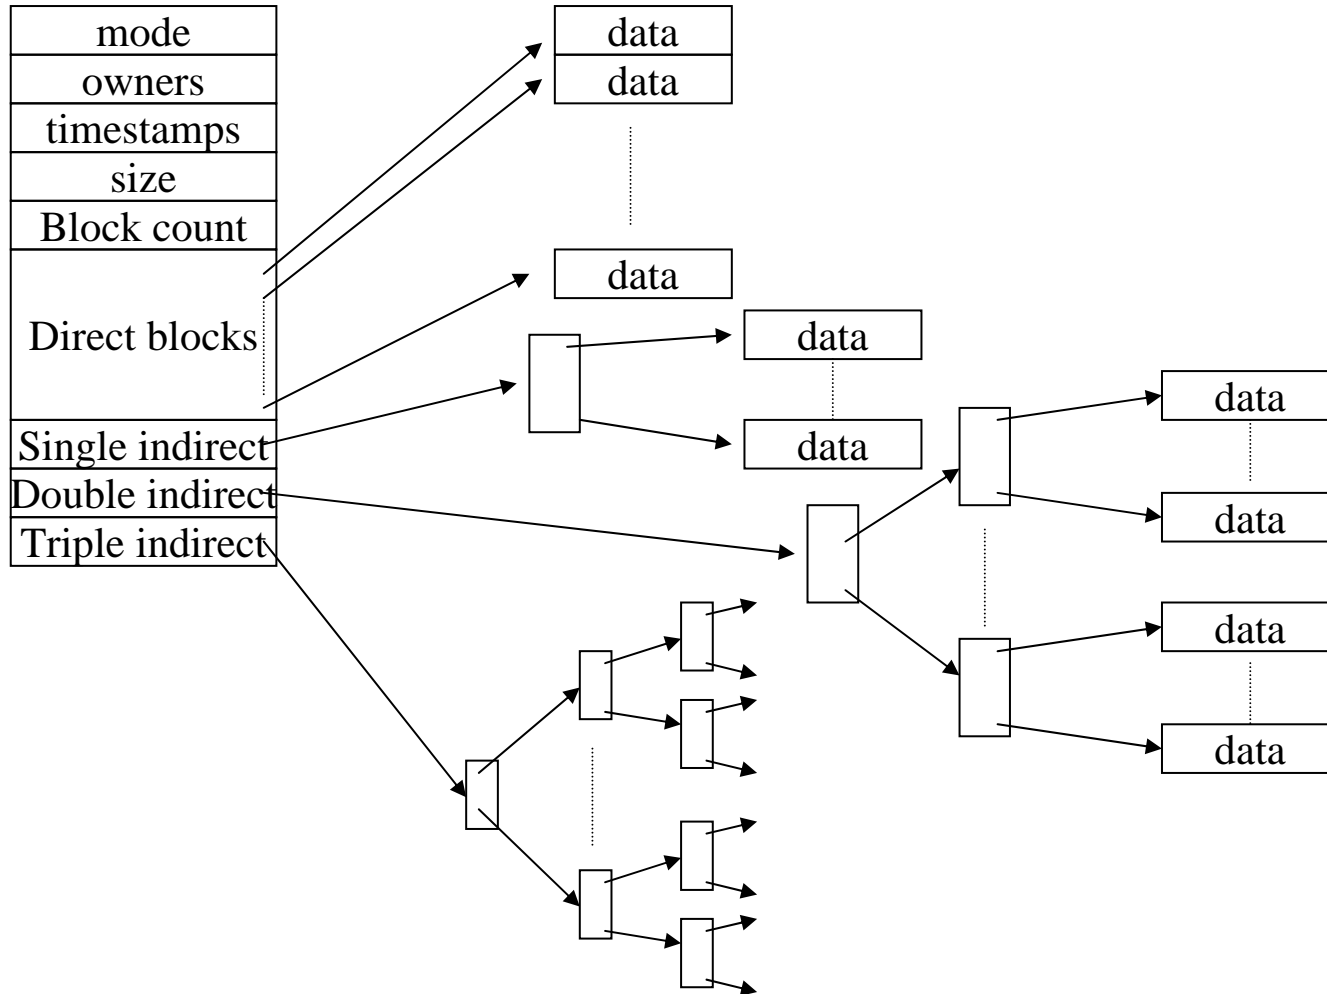 mode
owners
timestamps
size
Block count
Direct blocks
Single indirect
Double indirect
Triple indirect
data
data
data
data
data
data
data
data
data